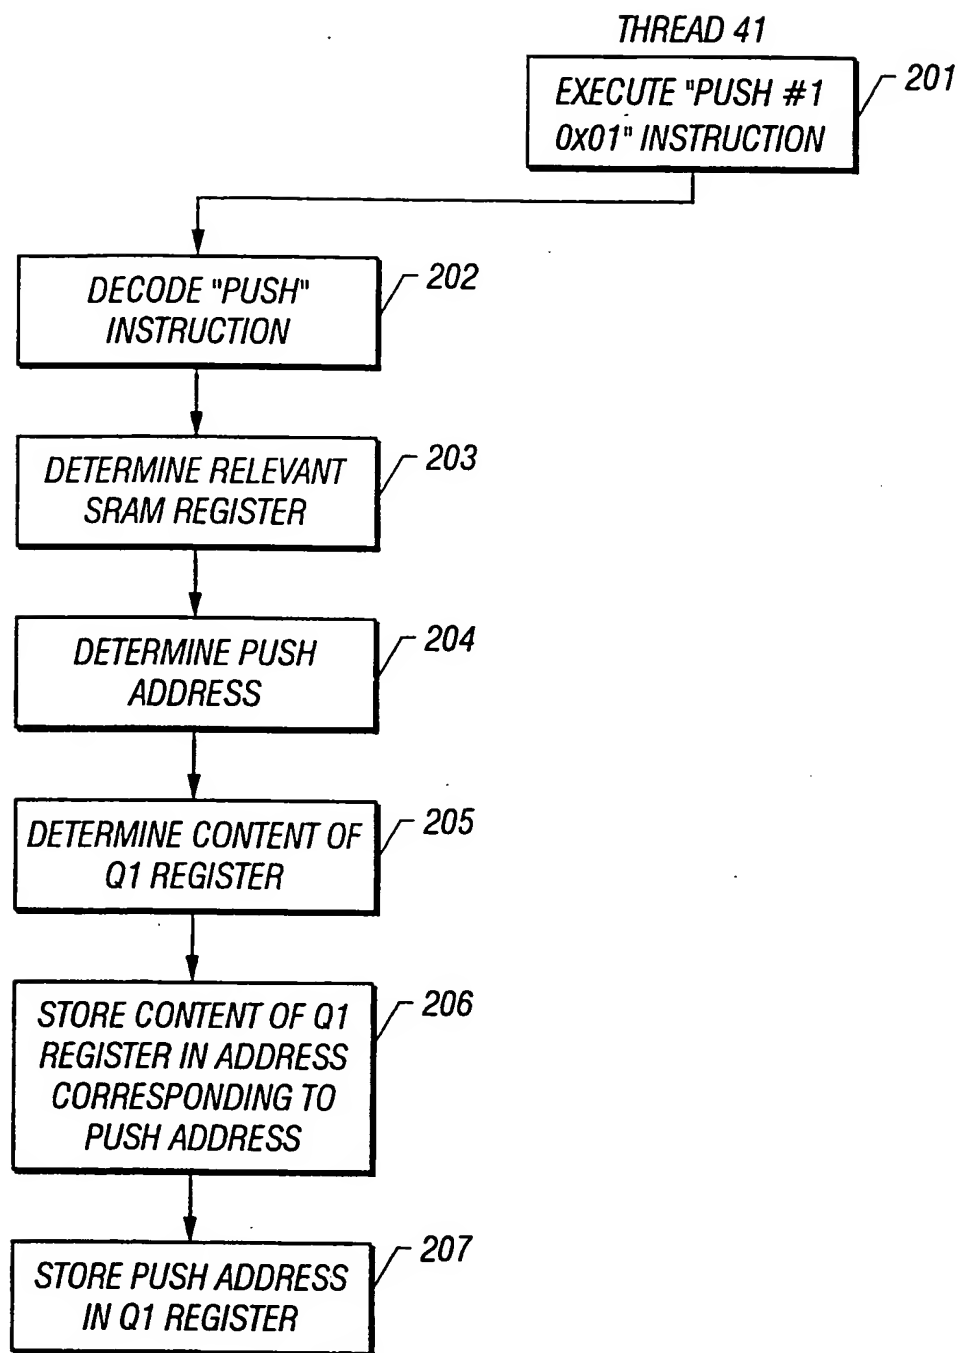 THREAD 41
EXECUTE "PUSH #1
0x01" INSTRUCTION
201
DECODE "PUSH"
INSTRUCTION
202
DETERMINE RELEVANT
SRAM REGISTER
203
DETERMINE PUSH
ADDRESS
204
DETERMINE CONTENT OF
Q1 REGISTER
205
STORE CONTENT OF Q1
REGISTER IN ADDRESS
CORRESPONDING TO
PUSH ADDRESS
206
STORE PUSH ADDRESS
IN Q1 REGISTER
207